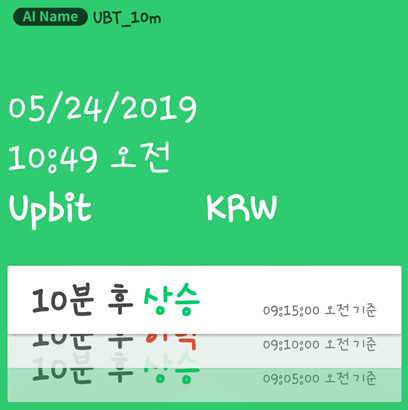 AI Name UBT_10m
05/24/2019
10:49 오전
Upbit KRW
10분 후 상승 09:15:00 오전 기준
10분 후 09:10:00 오전 기준
10분 후 상승 09:05:00 오전 기준